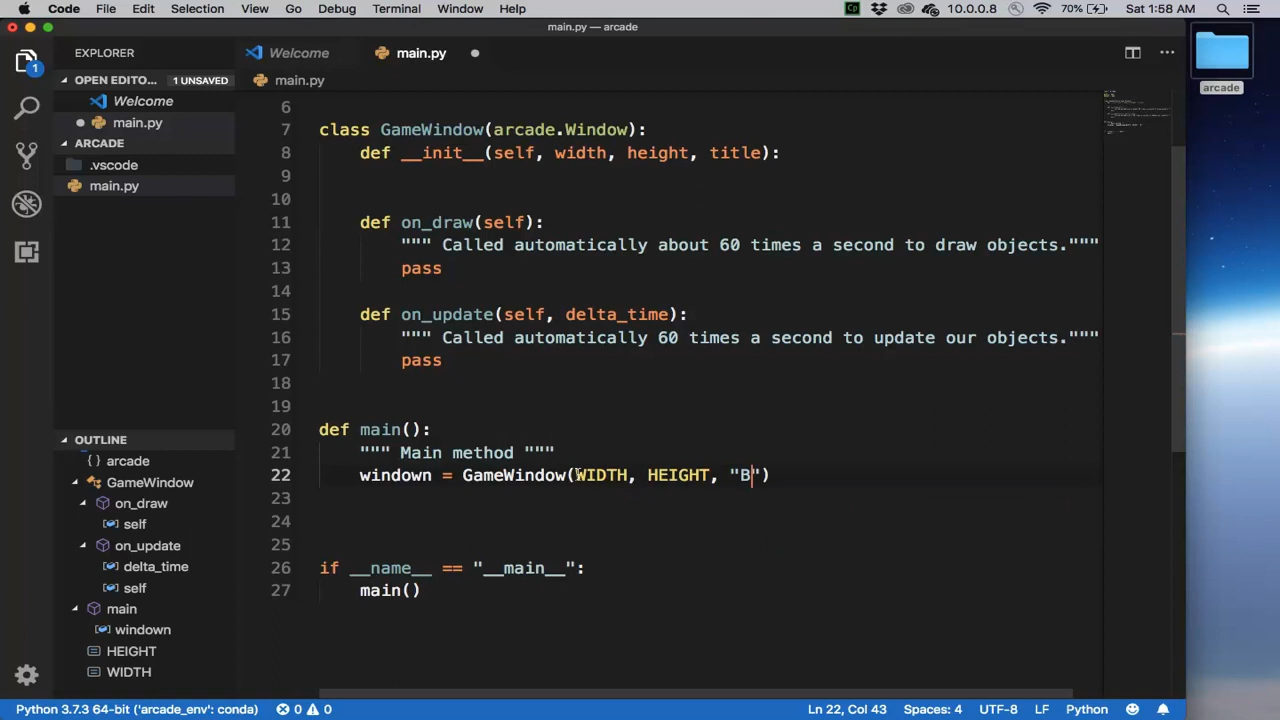 Code File Edit Selection View Go Debug Terminal Window Help 10.0.0.8 70% Sat 1:58 AM
main.py — arcade
EXPLORER
OPEN EDITO... 1 UNSAVED
Welcome
main.py
ARCADE
.vscode
main.py
OUTLINE
arcade
GameWindow
on_draw
self
on_update
delta_time
self
main
windown
HEIGHT
WIDTH
Welcome main.py
main.py
6
7 class GameWindow(arcade.Window):
8 def __init__(self, width, height, title):
9
10
11 def on_draw(self):
12 """ Called automatically about 60 times a second to draw objects."""
13 pass
14
15 def on_update(self, delta_time):
16 """ Called automatically 60 times a second to update our objects."""
17 pass
18
19
20 def main():
21 """ Main method """
22 windown = GameWindow(WIDTH, HEIGHT, "B")
23
24
25
26 if __name__ == "__main__":
27 main()
arcade
1
Python 3.7.3 64-bit ('arcade_env': conda) 0 0 Ln 22, Col 43 Spaces: 4 UTF-8 LF Python